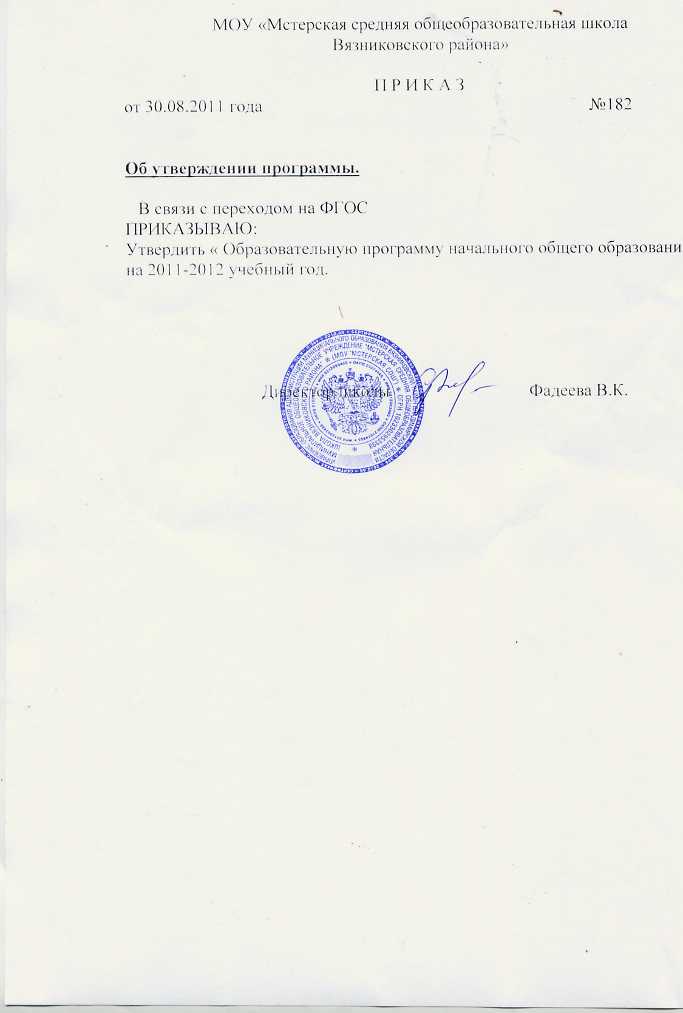 МОУ «Мстерская средняя общеобразовательная школа
Вязниковского района»
П Р И К А З
от 30.08.2011 года №182
Об утверждении программы.
В связи с переходом на ФГОС
ПРИКАЗЫВАЮ:
Утвердить « Образовательную программу начального общего образовани
на 2011-2012 учебный год.
Директор школы Фадеева В.К.